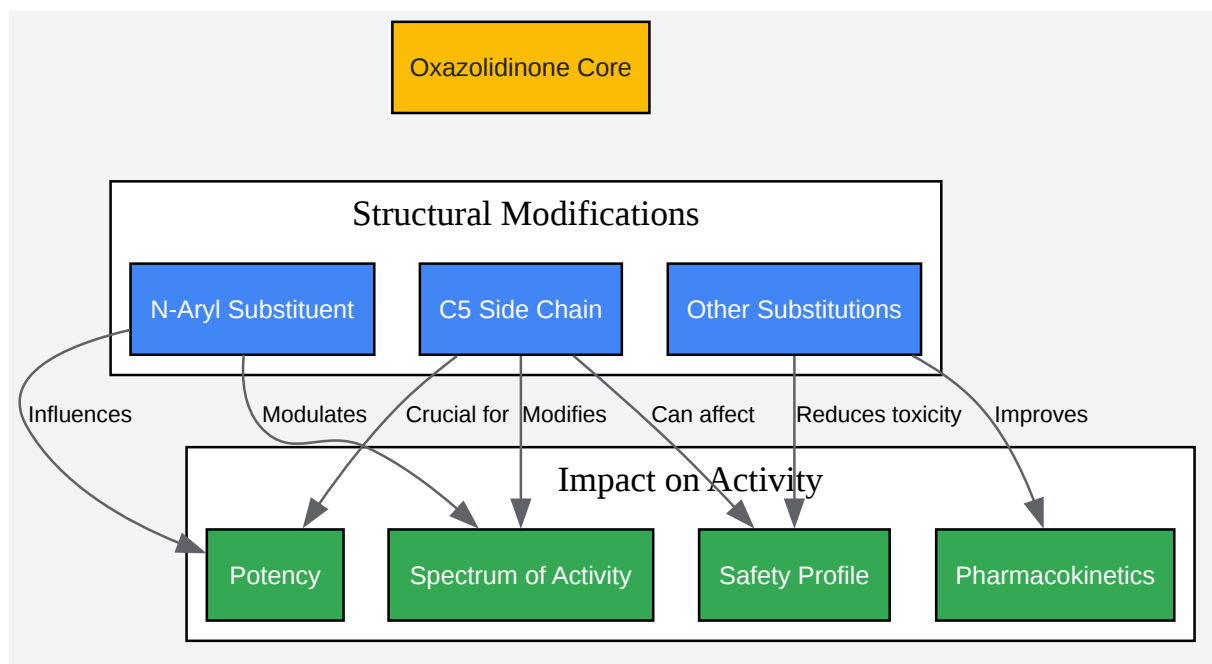 Oxazolidinone Core
Structural Modifications
N-Aryl Substituent
C5 Side Chain
Other Substitutions
Influences
Modulates
Crucial for
Modifies
Can affect
Reduces toxicity
Improves
Impact on Activity
Potency
Spectrum of Activity
Safety Profile
Pharmacokinetics